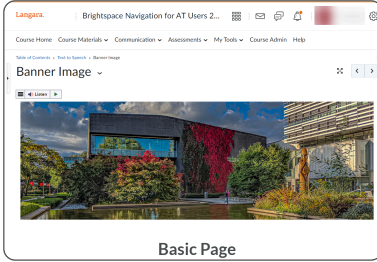 Langara.
Brightspace Navigation for AT Users 2...
Course Home Course Materials Communication Assessments My Tools Course Admin Help
Table of Contents › Text to Speech › Banner Image
Banner Image
Listen
Basic Page